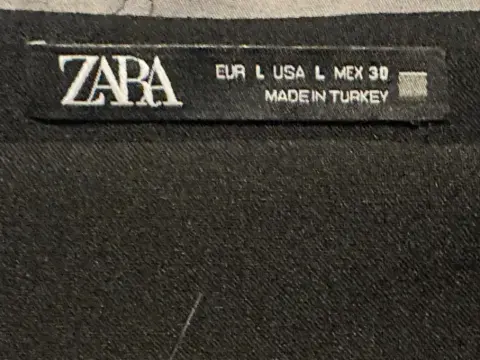 ZARA
EUR L USA L MEX 30
MADE IN TURKEY